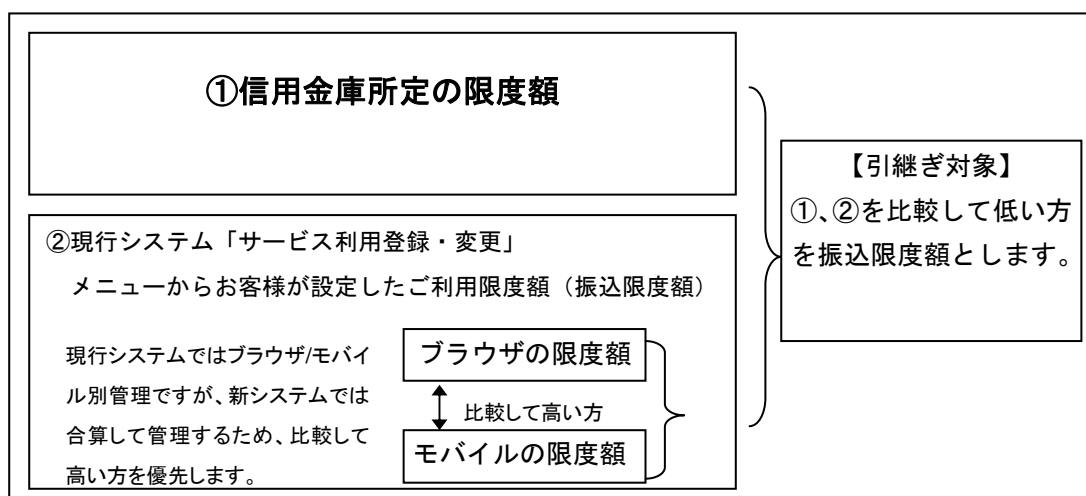 ①信用金庫所定の限度額
【引継ぎ対象】
①、②を比較して低い方
を振込限度額とします。
②現行システム「サービス利用登録・変更」
メニューからお客様が設定したご利用限度額（振込限度額）
現行システムではブラウザ/モバイ
ル別管理ですが、新システムでは
合算して管理するため、比較して
高い方を優先します。
ブラウザの限度額
比較して高い方
モバイルの限度額